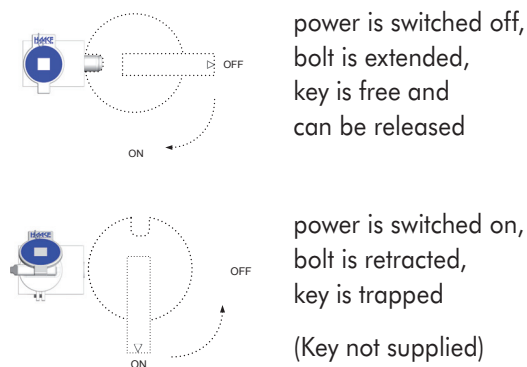 HAAKE
OFF
ON
power is switched off,
bolt is extended,
key is free and
can be released
HAAKE
OFF
ON
power is switched on,
bolt is retracted,
key is trapped
(Key not supplied)